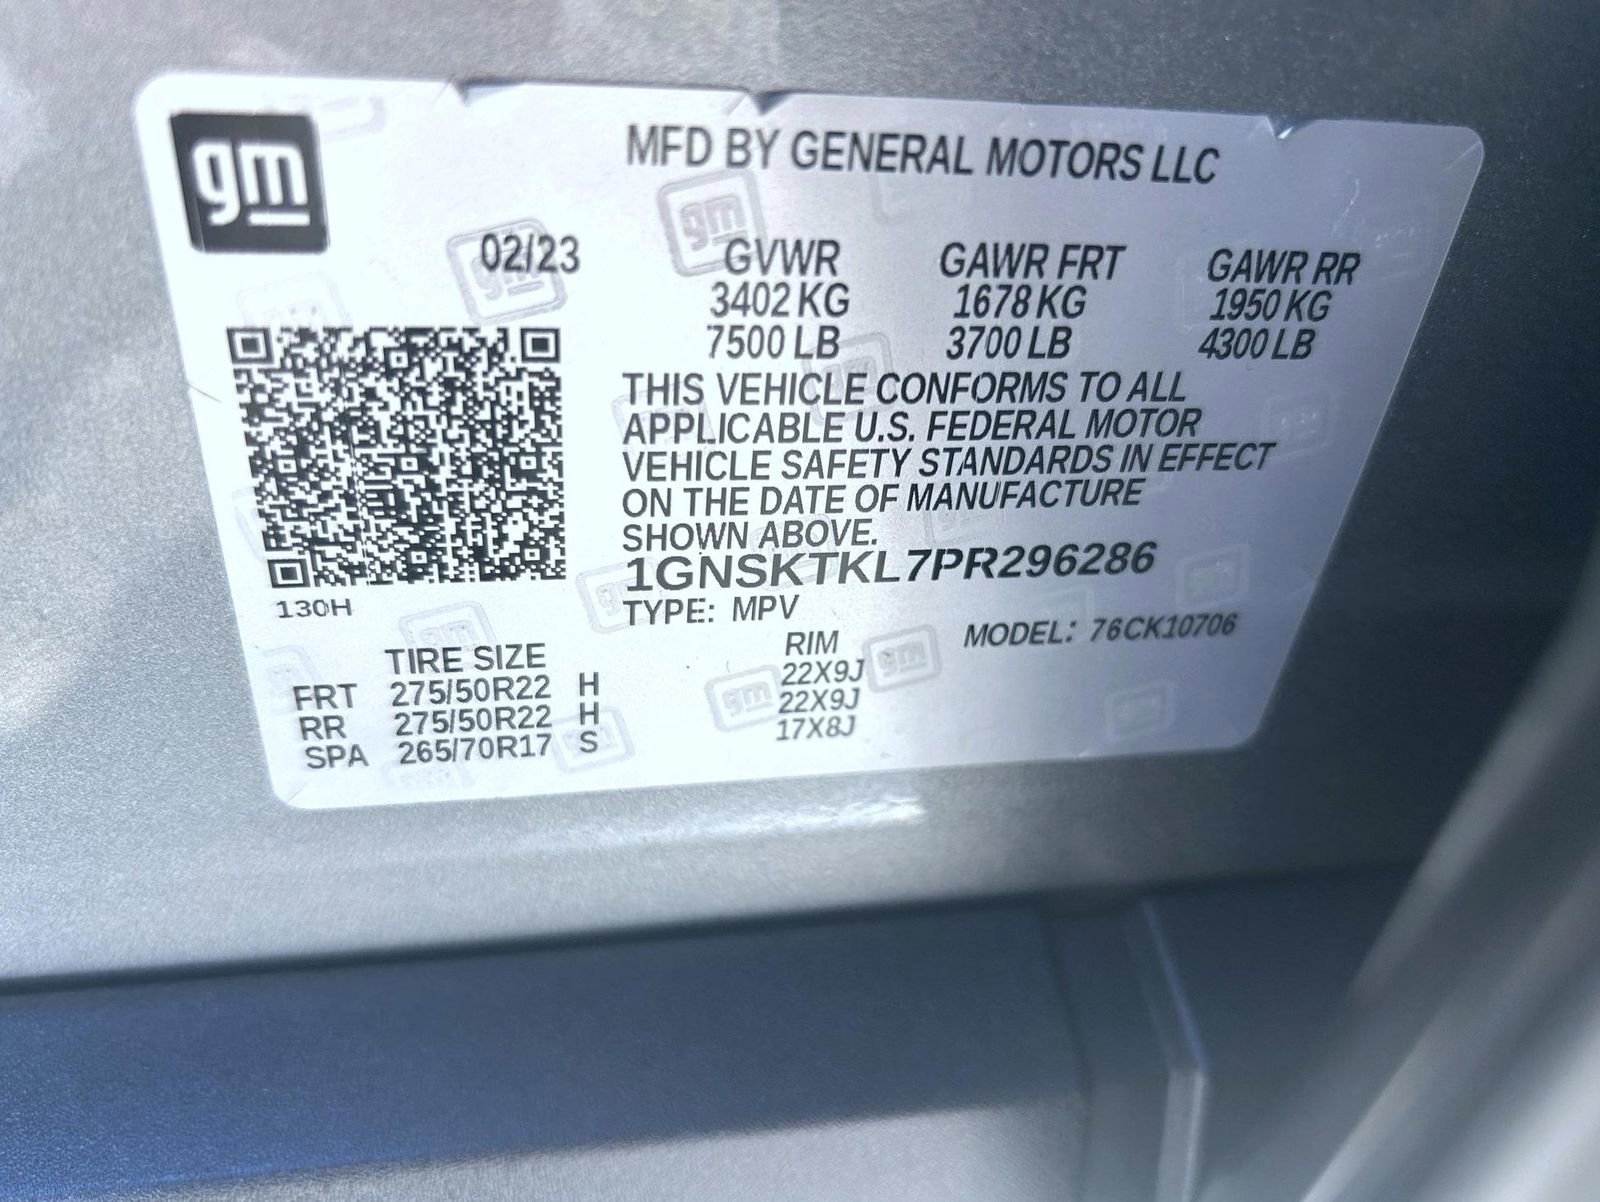 gm
MFD BY GENERAL MOTORS LLC
02/23 GVWR GAWR FRT GAWR RR
3402 KG 1678 KG 1950 KG
7500 LB 3700 LB 4300 LB
THIS VEHICLE CONFORMS TO ALL
APPLICABLE U.S. FEDERAL MOTOR
VEHICLE SAFETY STANDARDS IN EFFECT
ON THE DATE OF MANUFACTURE
SHOWN ABOVE.
1GNSKTKL7PR296286
130H
TYPE: MPV MODEL: 76CK10706
TIRE SIZE RIM
FRT 275/50R22 H 22X9J
RR 275/50R22 H 22X9J
SPA 265/70R17 S 17X8J